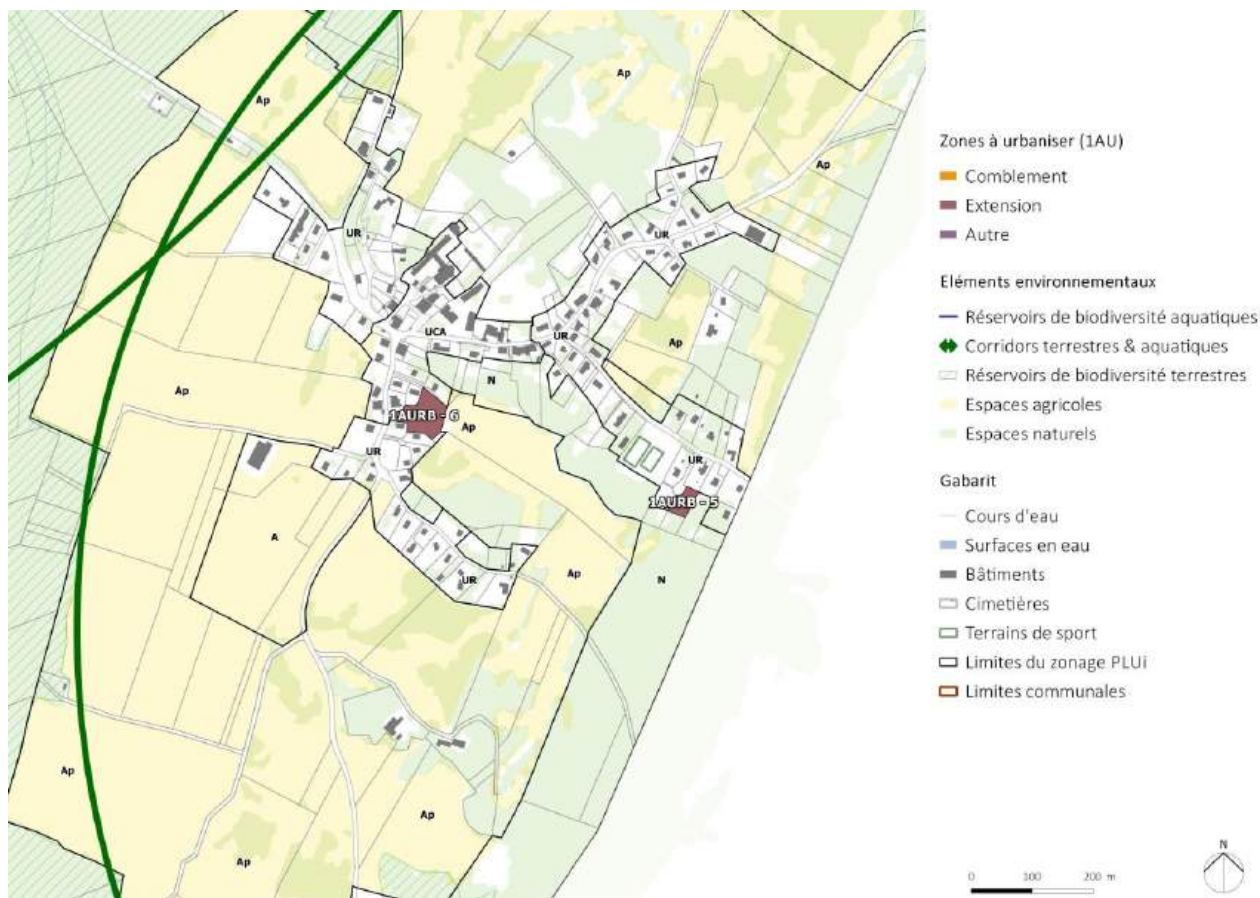 Ap
Ap
Ap
UR
UR
UCA
UR
Ap
N
Ap
1AURB - 6
Ap
UR
UR
1AURB - 5
A
Ap
UR
N
Ap
Ap
Ap
Zones à urbaniser (1AU)
Comblement
Extension
Autre
Eléments environnementaux
Réservoirs de biodiversité aquatiques
Corridors terrestres & aquatiques
Réservoirs de biodiversité terrestres
Espaces agricoles
Espaces naturels
Gabarit
Cours d'eau
Surfaces en eau
Bâtiments
Cimetières
Terrains de sport
Limites du zonage PLUi
Limites communales
N
0 100 200 m